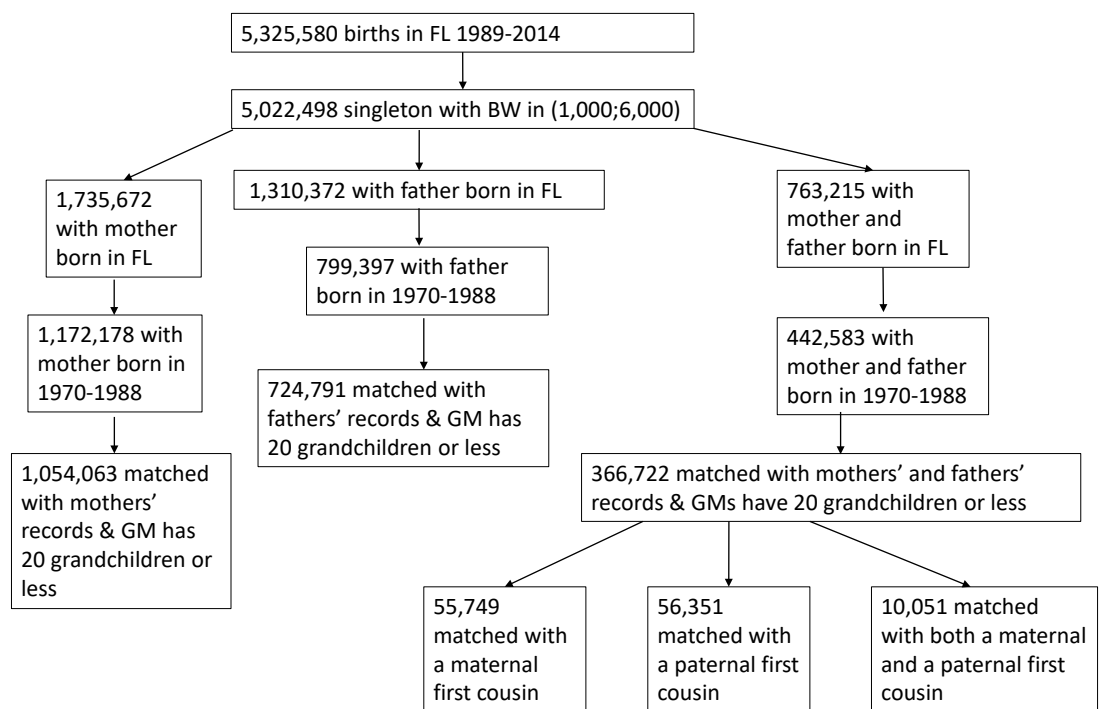 5,325,580 births in FL 1989-2014
5,022,498 singleton with BW in (1,000;6,000)
1,735,672
with mother
born in FL
1,172,178 with
mother born in
1970-1988
1,054,063 matched
with mothers'
records & GM has
20 grandchildren or
less
1,310,372 with father born in FL
799,397 with father
born in 1970-1988
724,791 matched with
fathers' records & GM has
20 grandchildren or less
763,215 with
mother and
father born in FL
442,583 with
mother and father
born in 1970-1988
366,722 matched with mothers' and fathers'
records & GMs have 20 grandchildren or less
55,749
matched with
a maternal
first cousin
56,351
matched with
a paternal first
cousin
10,051 matched
with both a maternal
and a paternal first
cousin